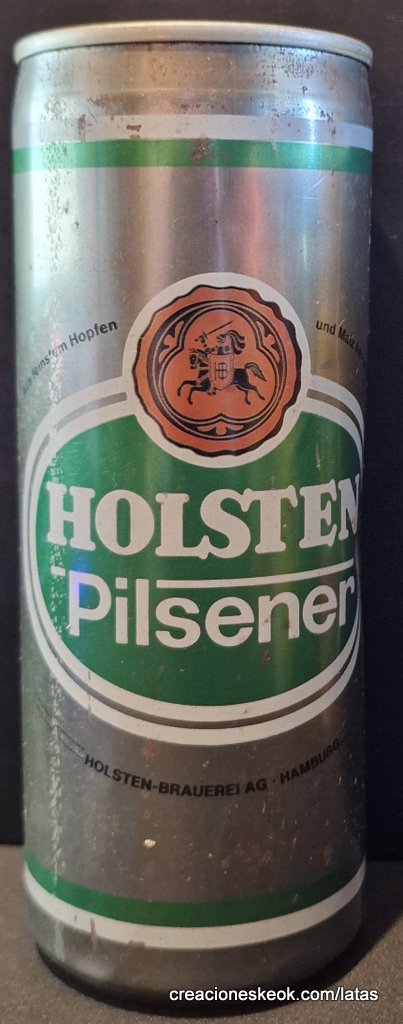 Aus feinstem Hopfen
und Malz
HOLSTEN
Pilsener
HOLSTEN-BRAUEREI AG · HAMBURG
creacioneskeok.com/latas